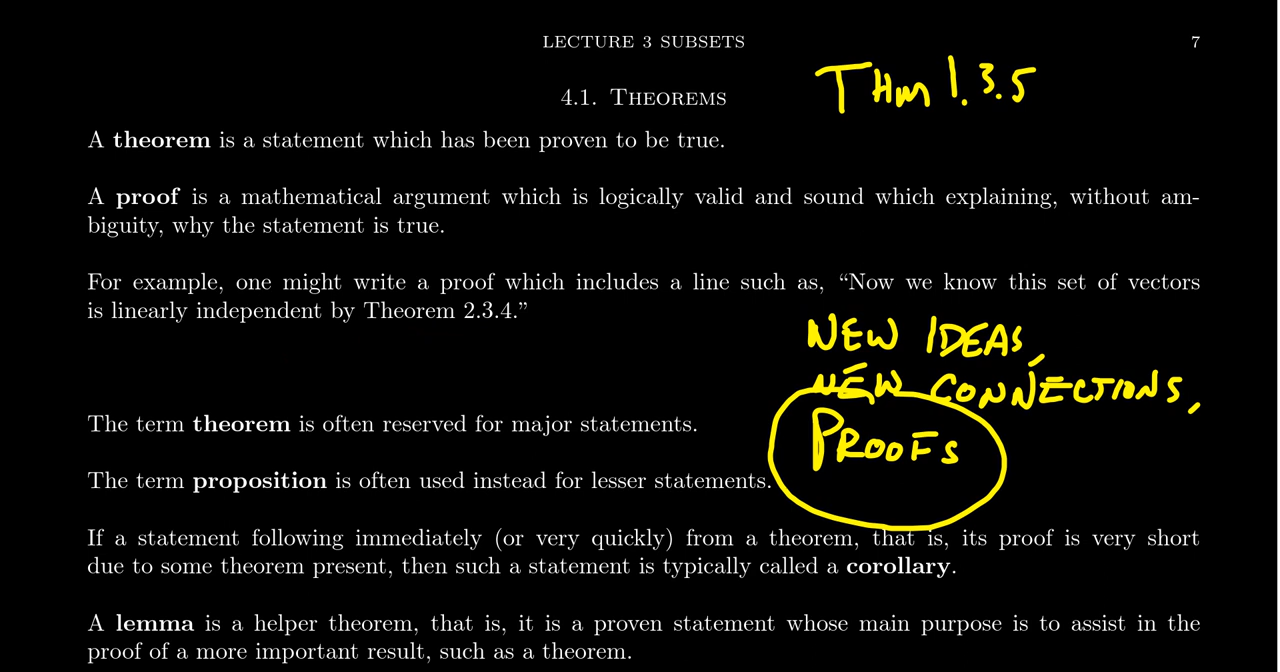 LECTURE 3 SUBSETS 7
THM 1.3.5
4.1. THEOREMS
A theorem is a statement which has been proven to be true.
A proof is a mathematical argument which is logically valid and sound which explaining, without am-
biguity, why the statement is true.
For example, one might write a proof which includes a line such as, “Now we know this set of vectors
is linearly independent by Theorem 2.3.4.”
NEW IDEAS,
NEW CONNECTIONS,
PROOFS
The term theorem is often reserved for major statements.
The term proposition is often used instead for lesser statements.
If a statement following immediately (or very quickly) from a theorem, that is, its proof is very short
due to some theorem present, then such a statement is typically called a corollary.
A lemma is a helper theorem, that is, it is a proven statement whose main purpose is to assist in the
proof of a more important result, such as a theorem.